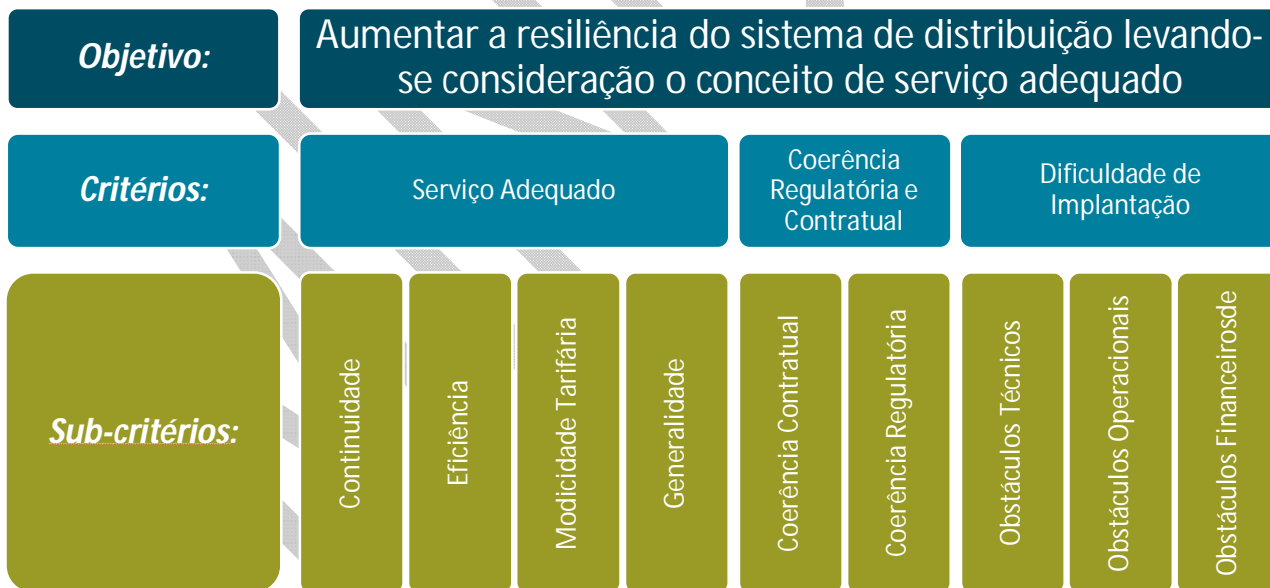 Objetivo:
Aumentar a resiliência do sistema de distribuição levando-
se consideração o conceito de serviço adequado
Critérios:
Serviço Adequado
Coerência
Regulatória e
Contratual
Dificuldade de
Implantação
Sub-critérios:
Continuidade
Eficiência
Modicidade Tarifária
Generalidade
Coerência Contratual
Coerência Regulatória
Obstáculos Técnicos
Obstáculos Operacionais
Obstáculos Financeirosde